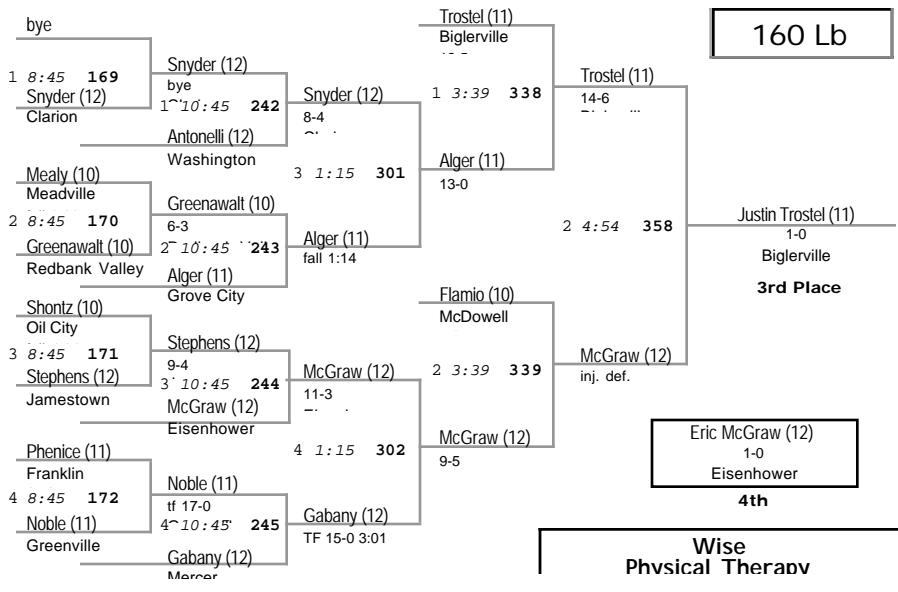 bye
1 8:45 169
Snyder (12)
Clarion
Mealy (10)
Meadville
2 8:45 170
Greenawalt (10)
Redbank Valley
Shontz (10)
Oil City
3 8:45 171
Stephens (12)
Jamestown
Phenice (11)
Franklin
4 8:45 172
Noble (11)
Greenville
Snyder (12)
bye
1 10:45 242
Antonelli (12)
Washington
Greenawalt (10)
6-3
2 10:45 243
Alger (11)
Grove City
Stephens (12)
9-4
3 10:45 244
McGraw (12)
Eisenhower
Noble (11)
tf 17-0
4 10:45 245
Gabany (12)
Mercer
Snyder (12)
8-4
3 1:15 301
Alger (11)
fall 1:14
McGraw (12)
11-3
4 1:15 302
Gabany (12)
TF 15-0 3:01
Trostel (11)
Biglerville
1 3:39 338
Alger (11)
13-0
Flamio (10)
McDowell
2 3:39 339
McGraw (12)
9-5
Trostel (11)
14-6
2 4:54 358
McGraw (12)
inj. def.
160 Lb
Justin Trostel (11)
1-0
Biglerville
3rd Place
Eric McGraw (12)
1-0
Eisenhower
4th
Wise
Physical Therapy